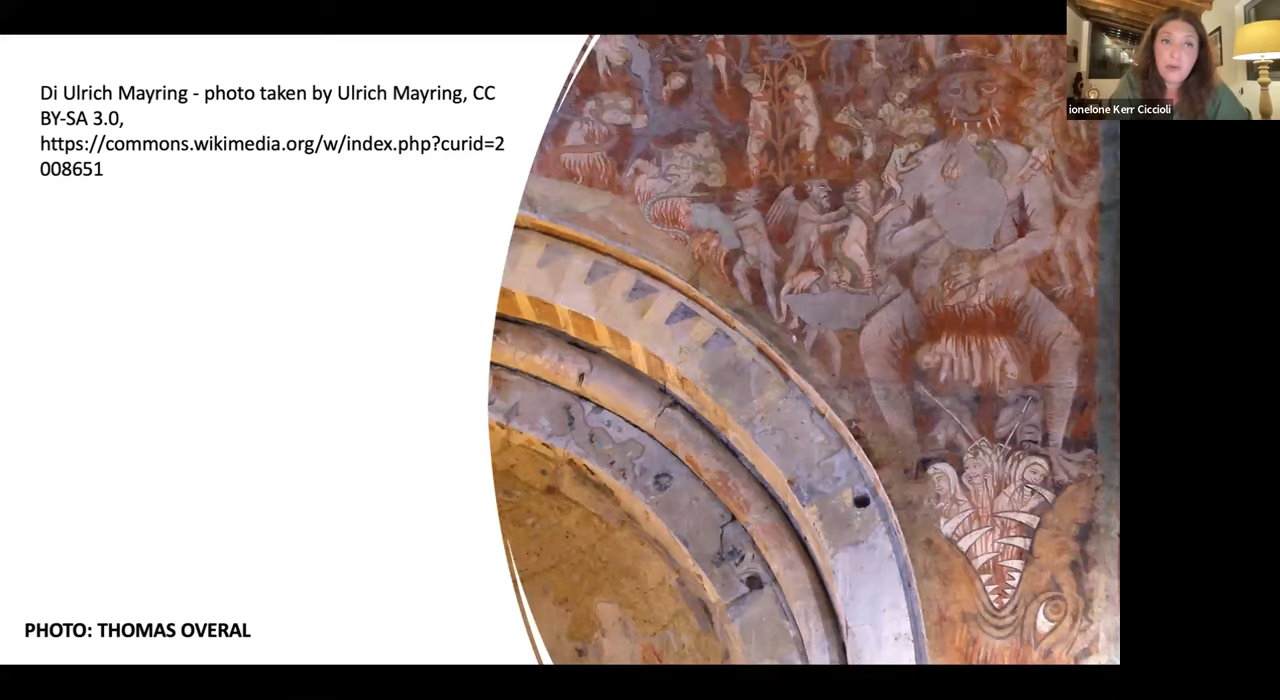 Di Ulrich Mayring - photo taken by Ulrich Mayring, CC
BY-SA 3.0,
https://commons.wikimedia.org/w/index.php?curid=2
008651
PHOTO: THOMAS OVERAL
ionelone Kerr Ciccioli